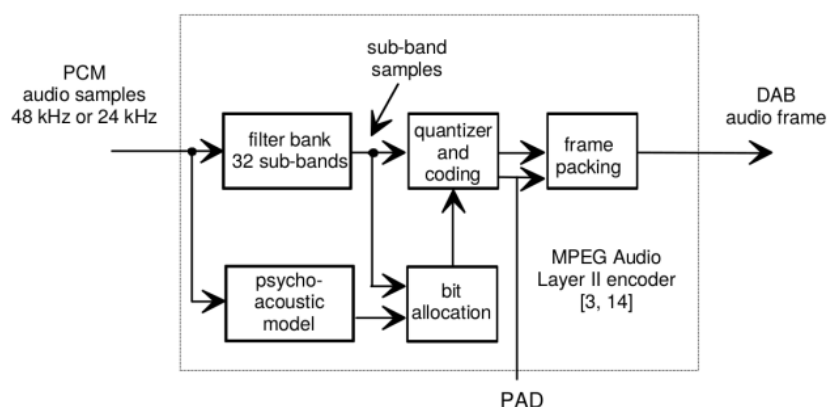 sub-band
samples
PCM
audio samples
48 kHz or 24 kHz
DAB
audio frame
filter bank
32 sub-bands
quantizer
and
coding
frame
packing
psycho-
acoustic
model
bit
allocation
MPEG Audio
Layer II encoder
[3, 14]
PAD